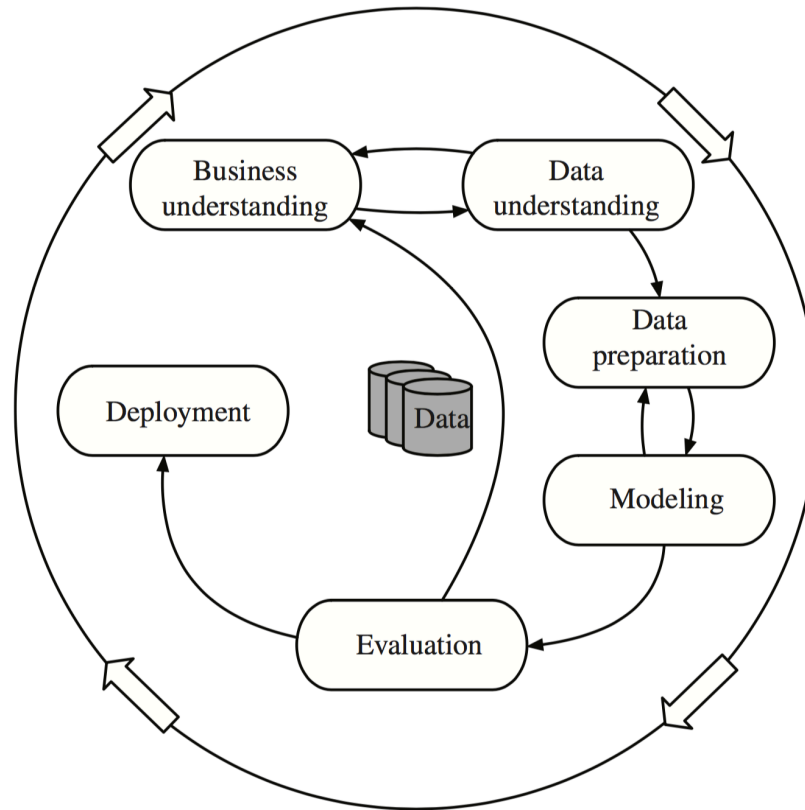 Business
understanding
Data
understanding
Data
preparation
Deployment
Data
Modeling
Evaluation